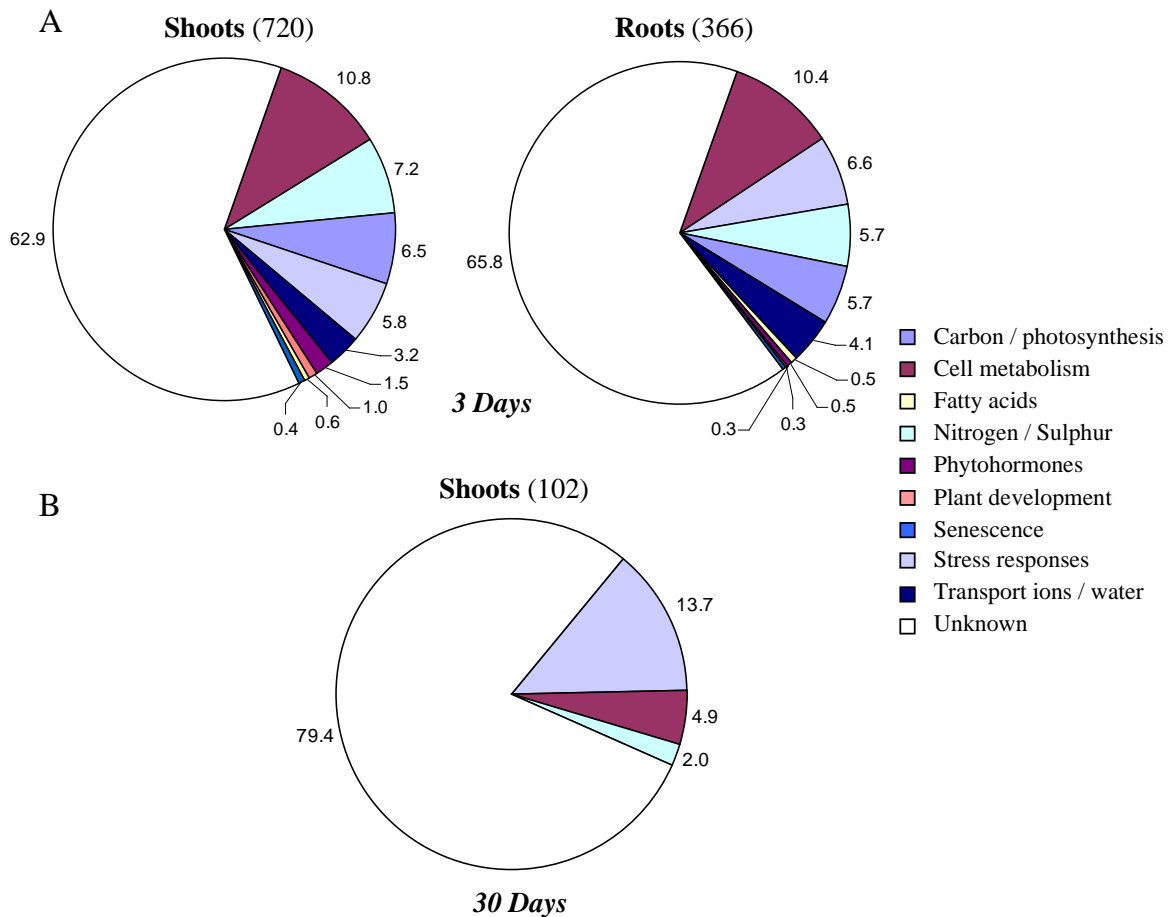 A
Shoots (720)
10.8
7.2
6.5
5.8
3.2
1.5
1.0
0.6
0.4
62.9
Roots (366)
10.4
6.6
5.7
5.7
4.1
0.5
0.5
0.3
0.3
65.8
3 Days
B
Shoots (102)
13.7
4.9
2.0
79.4
30 Days
Carbon / photosynthesis
Cell metabolism
Fatty acids
Nitrogen / Sulphur
Phytohormones
Plant development
Senescence
Stress responses
Transport ions / water
Unknown